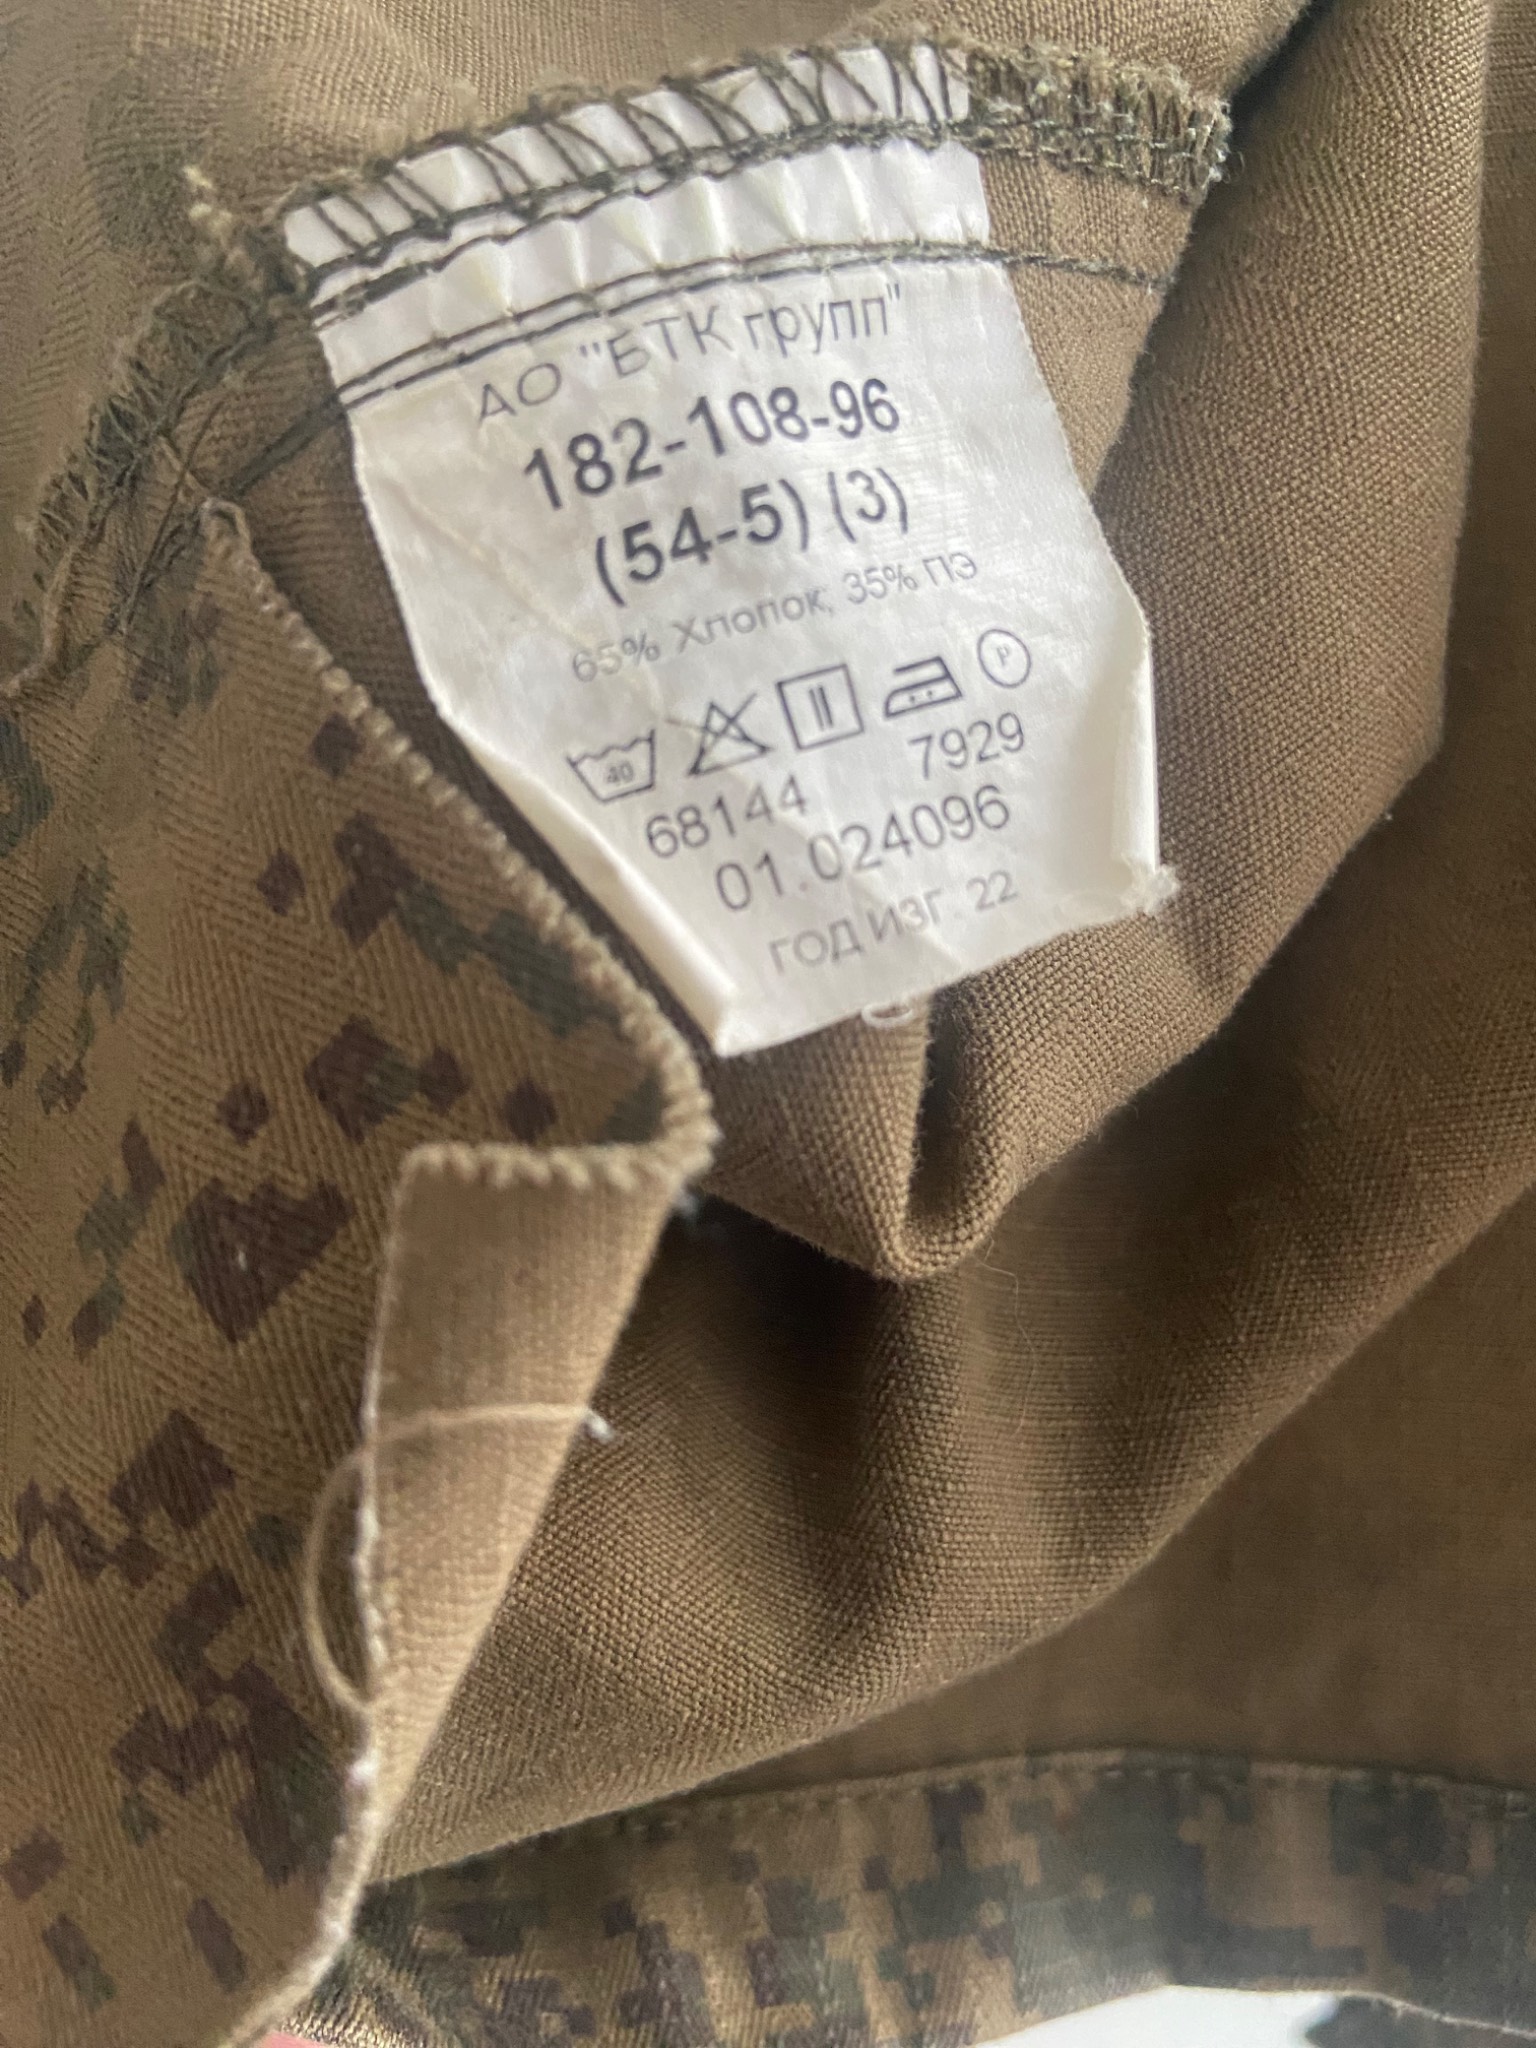 АО "БТК групп"
182-108-96
(54-5) (3)
65% Хлопок, 35% ПЭ
40 P
68144 7929
01.024096
ГОД ИЗГ. 22